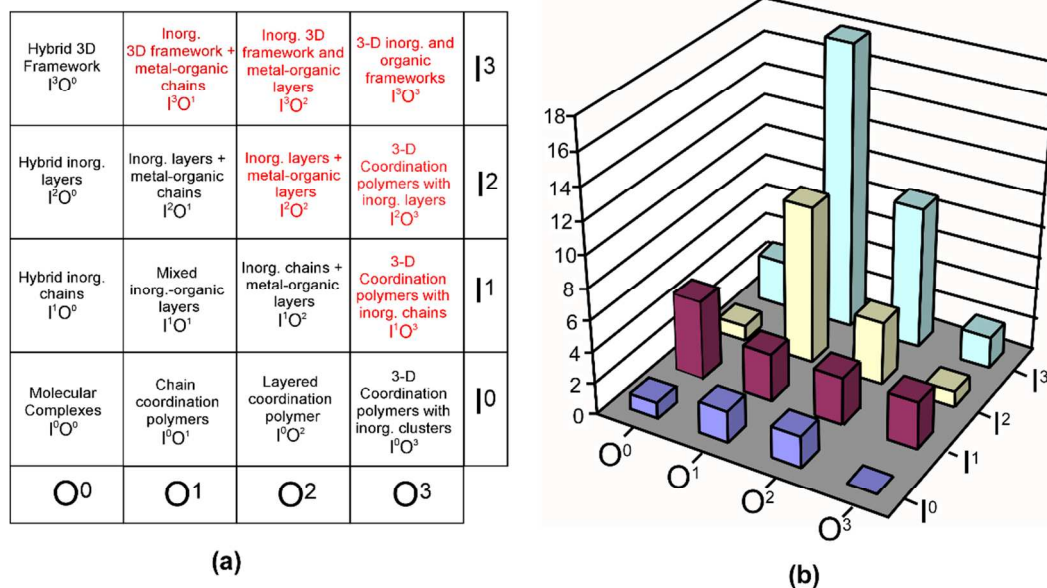 Hybrid 3D
Framework
I³O⁰
Inorg.
3D framework +
metal-organic
chains
I³O¹
Inorg. 3D
framework and
metal-organic
layers
I³O²
3-D inorg. and
organic
frameworks
I³O³
I3
Hybrid inorg.
layers
I²O⁰
Inorg. layers +
metal-organic
chains
I²O¹
Inorg. layers +
metal-organic
layers
I²O²
3-D
Coordination
polymers with
inorg. layers
I²O³
I2
Hybrid inorg.
chains
I¹O⁰
Mixed
inorg.-organic
layers
I¹O¹
Inorg. chains +
metal-organic
layers
I¹O²
3-D
Coordination
polymers with
inorg. chains
I¹O³
I1
Molecular
Complexes
I⁰O⁰
Chain
coordination
polymers
I⁰O¹
Layered
coordination
polymer
I⁰O²
3-D
Coordination
polymers with
inorg. clusters
I⁰O³
I0
O⁰ O¹ O² O³
(a)
18
16
14
12
10
8
6
4
2
0
O⁰
O¹
O²
O³
I⁰
I¹
I²
I³
(b)